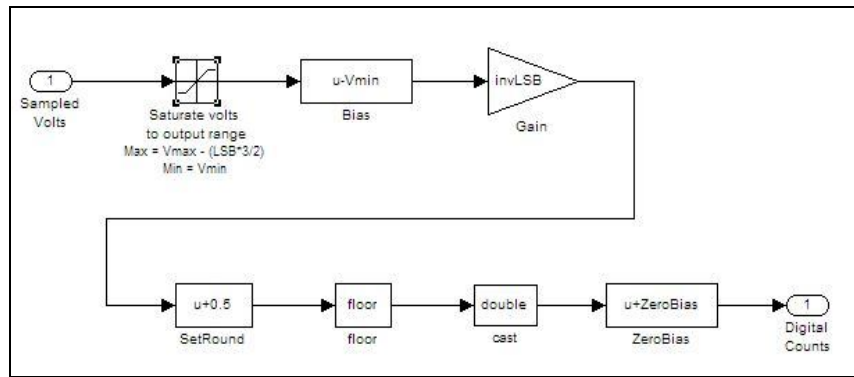 1
Sampled
Volts
Saturate volts
to output range
Max = Vmax - (LSB*3/2)
Min = Vmin
u-Vmin
Bias
invLSB
Gain
u+0.5
SetRound
floor
floor
double
cast
u+ZeroBias
ZeroBias
1
Digital
Counts